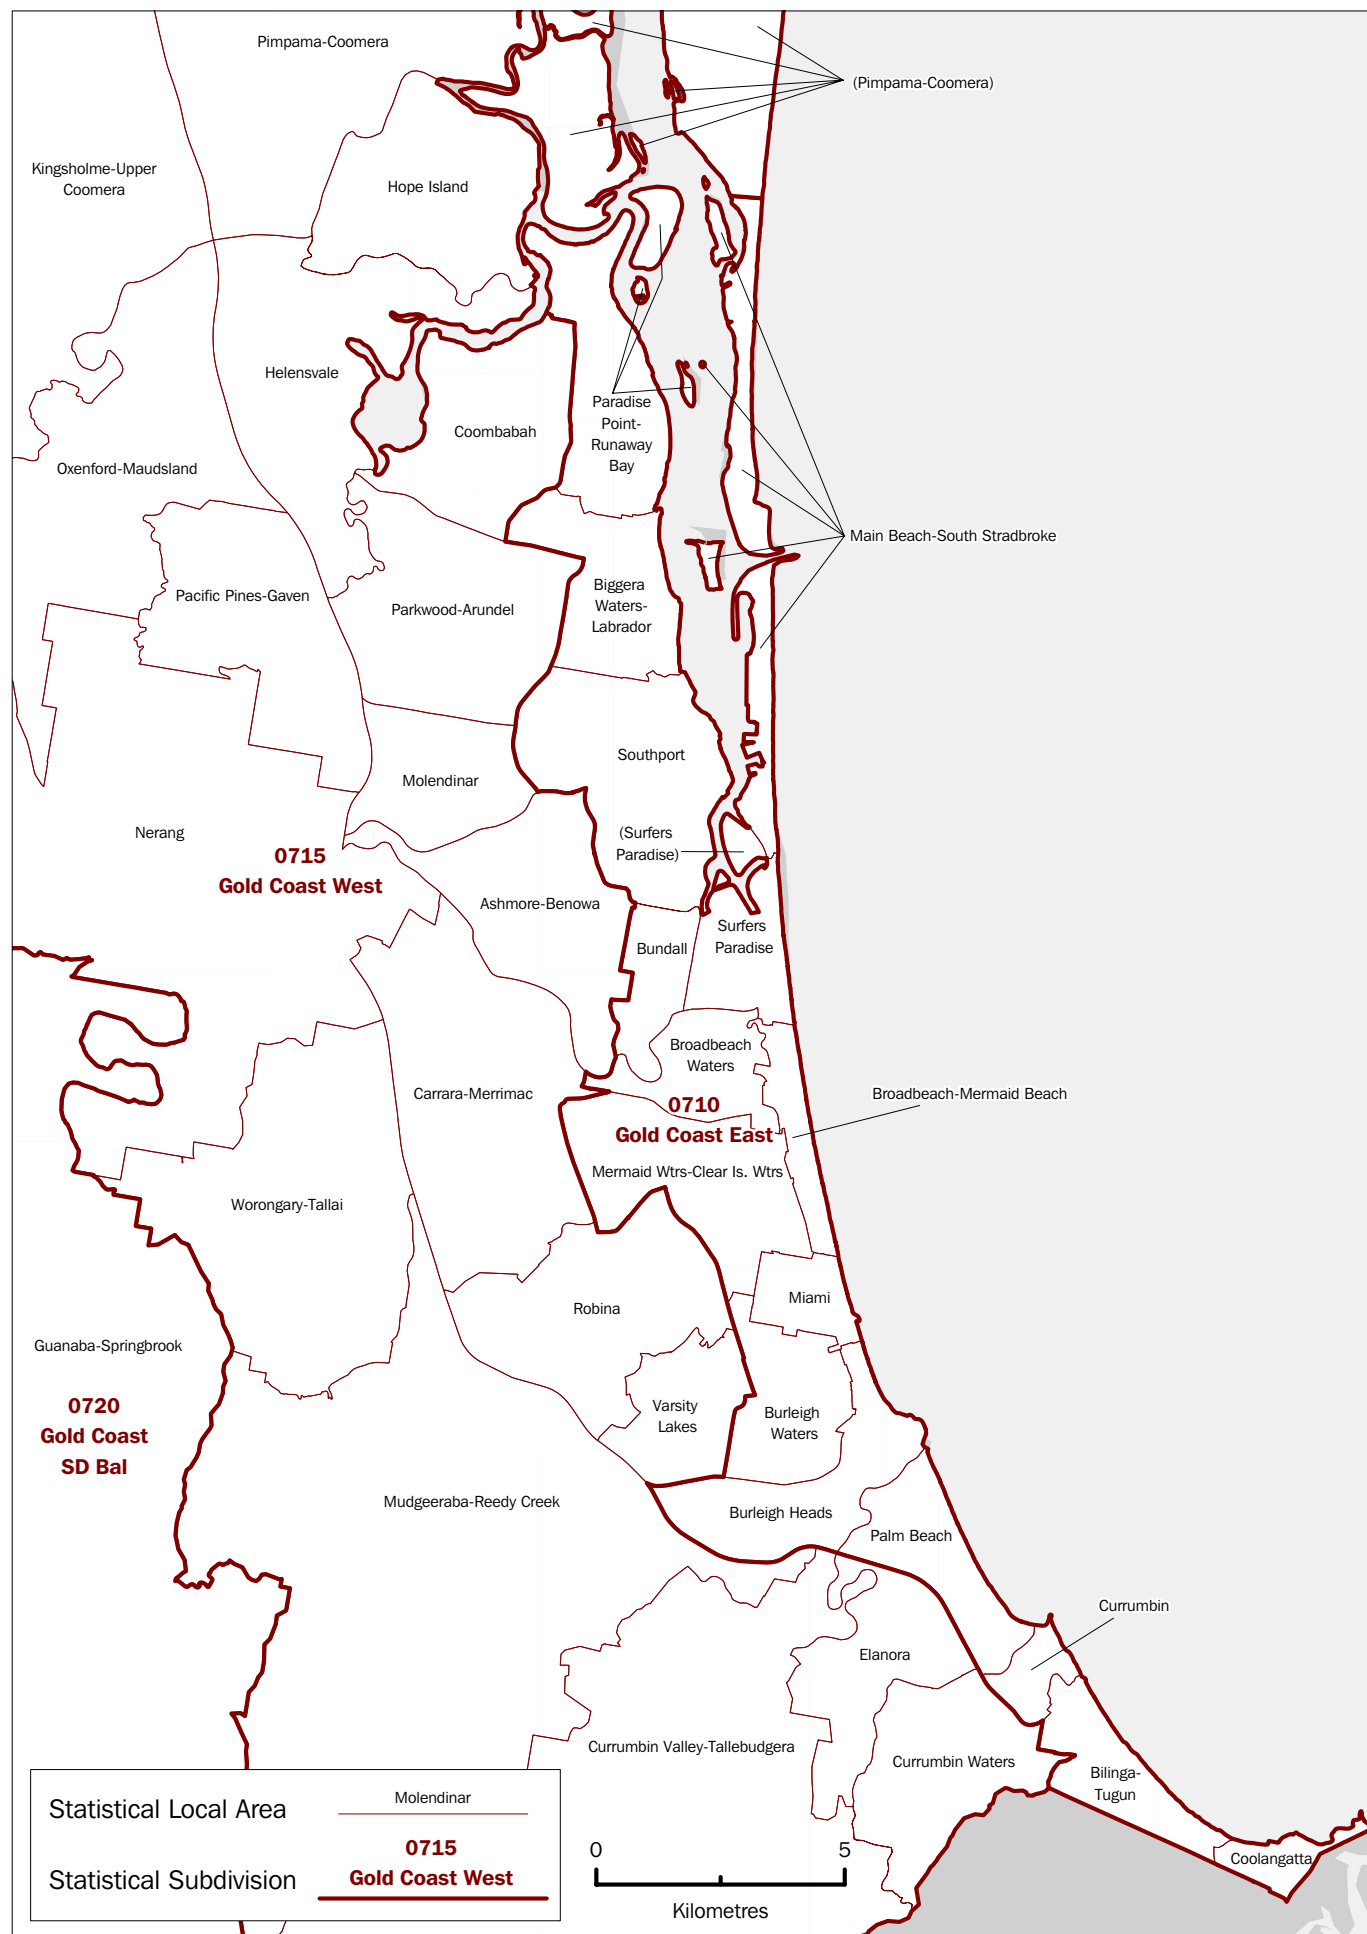 Pimpama-Coomera
(Pimpama-Coomera)
Kingsholme-Upper
Coomera
Hope Island
Helensvale
Paradise
Point-
Runaway
Bay
Coombabah
Oxenford-Maudsland
Main Beach-South Stradbroke
Pacific Pines-Gaven
Parkwood-Arundel
Biggera
Waters-
Labrador
Southport
Molendinar
Nerang
(Surfers
Paradise)
0715
Gold Coast West
Ashmore-Benowa
Bundall
Surfers
Paradise
Broadbeach
Waters
Carrara-Merrimac
Broadbeach-Mermaid Beach
0710
Gold Coast East
Mermaid Wtrs-Clear Is. Wtrs
Worongary-Tallai
Miami
Robina
Guanaba-Springbrook
0720
Gold Coast
SD Bal
Varsity
Lakes
Burleigh
Waters
Mudgeeraba-Reedy Creek
Burleigh Heads
Palm Beach
Currumbin
Elanora
Currumbin Valley-Tallebudgera
Currumbin Waters
Bilinga-
Tugun
Coolangatta
Statistical Local Area
Molendinar
Statistical Subdivision
0715
Gold Coast West
0 5
Kilometres